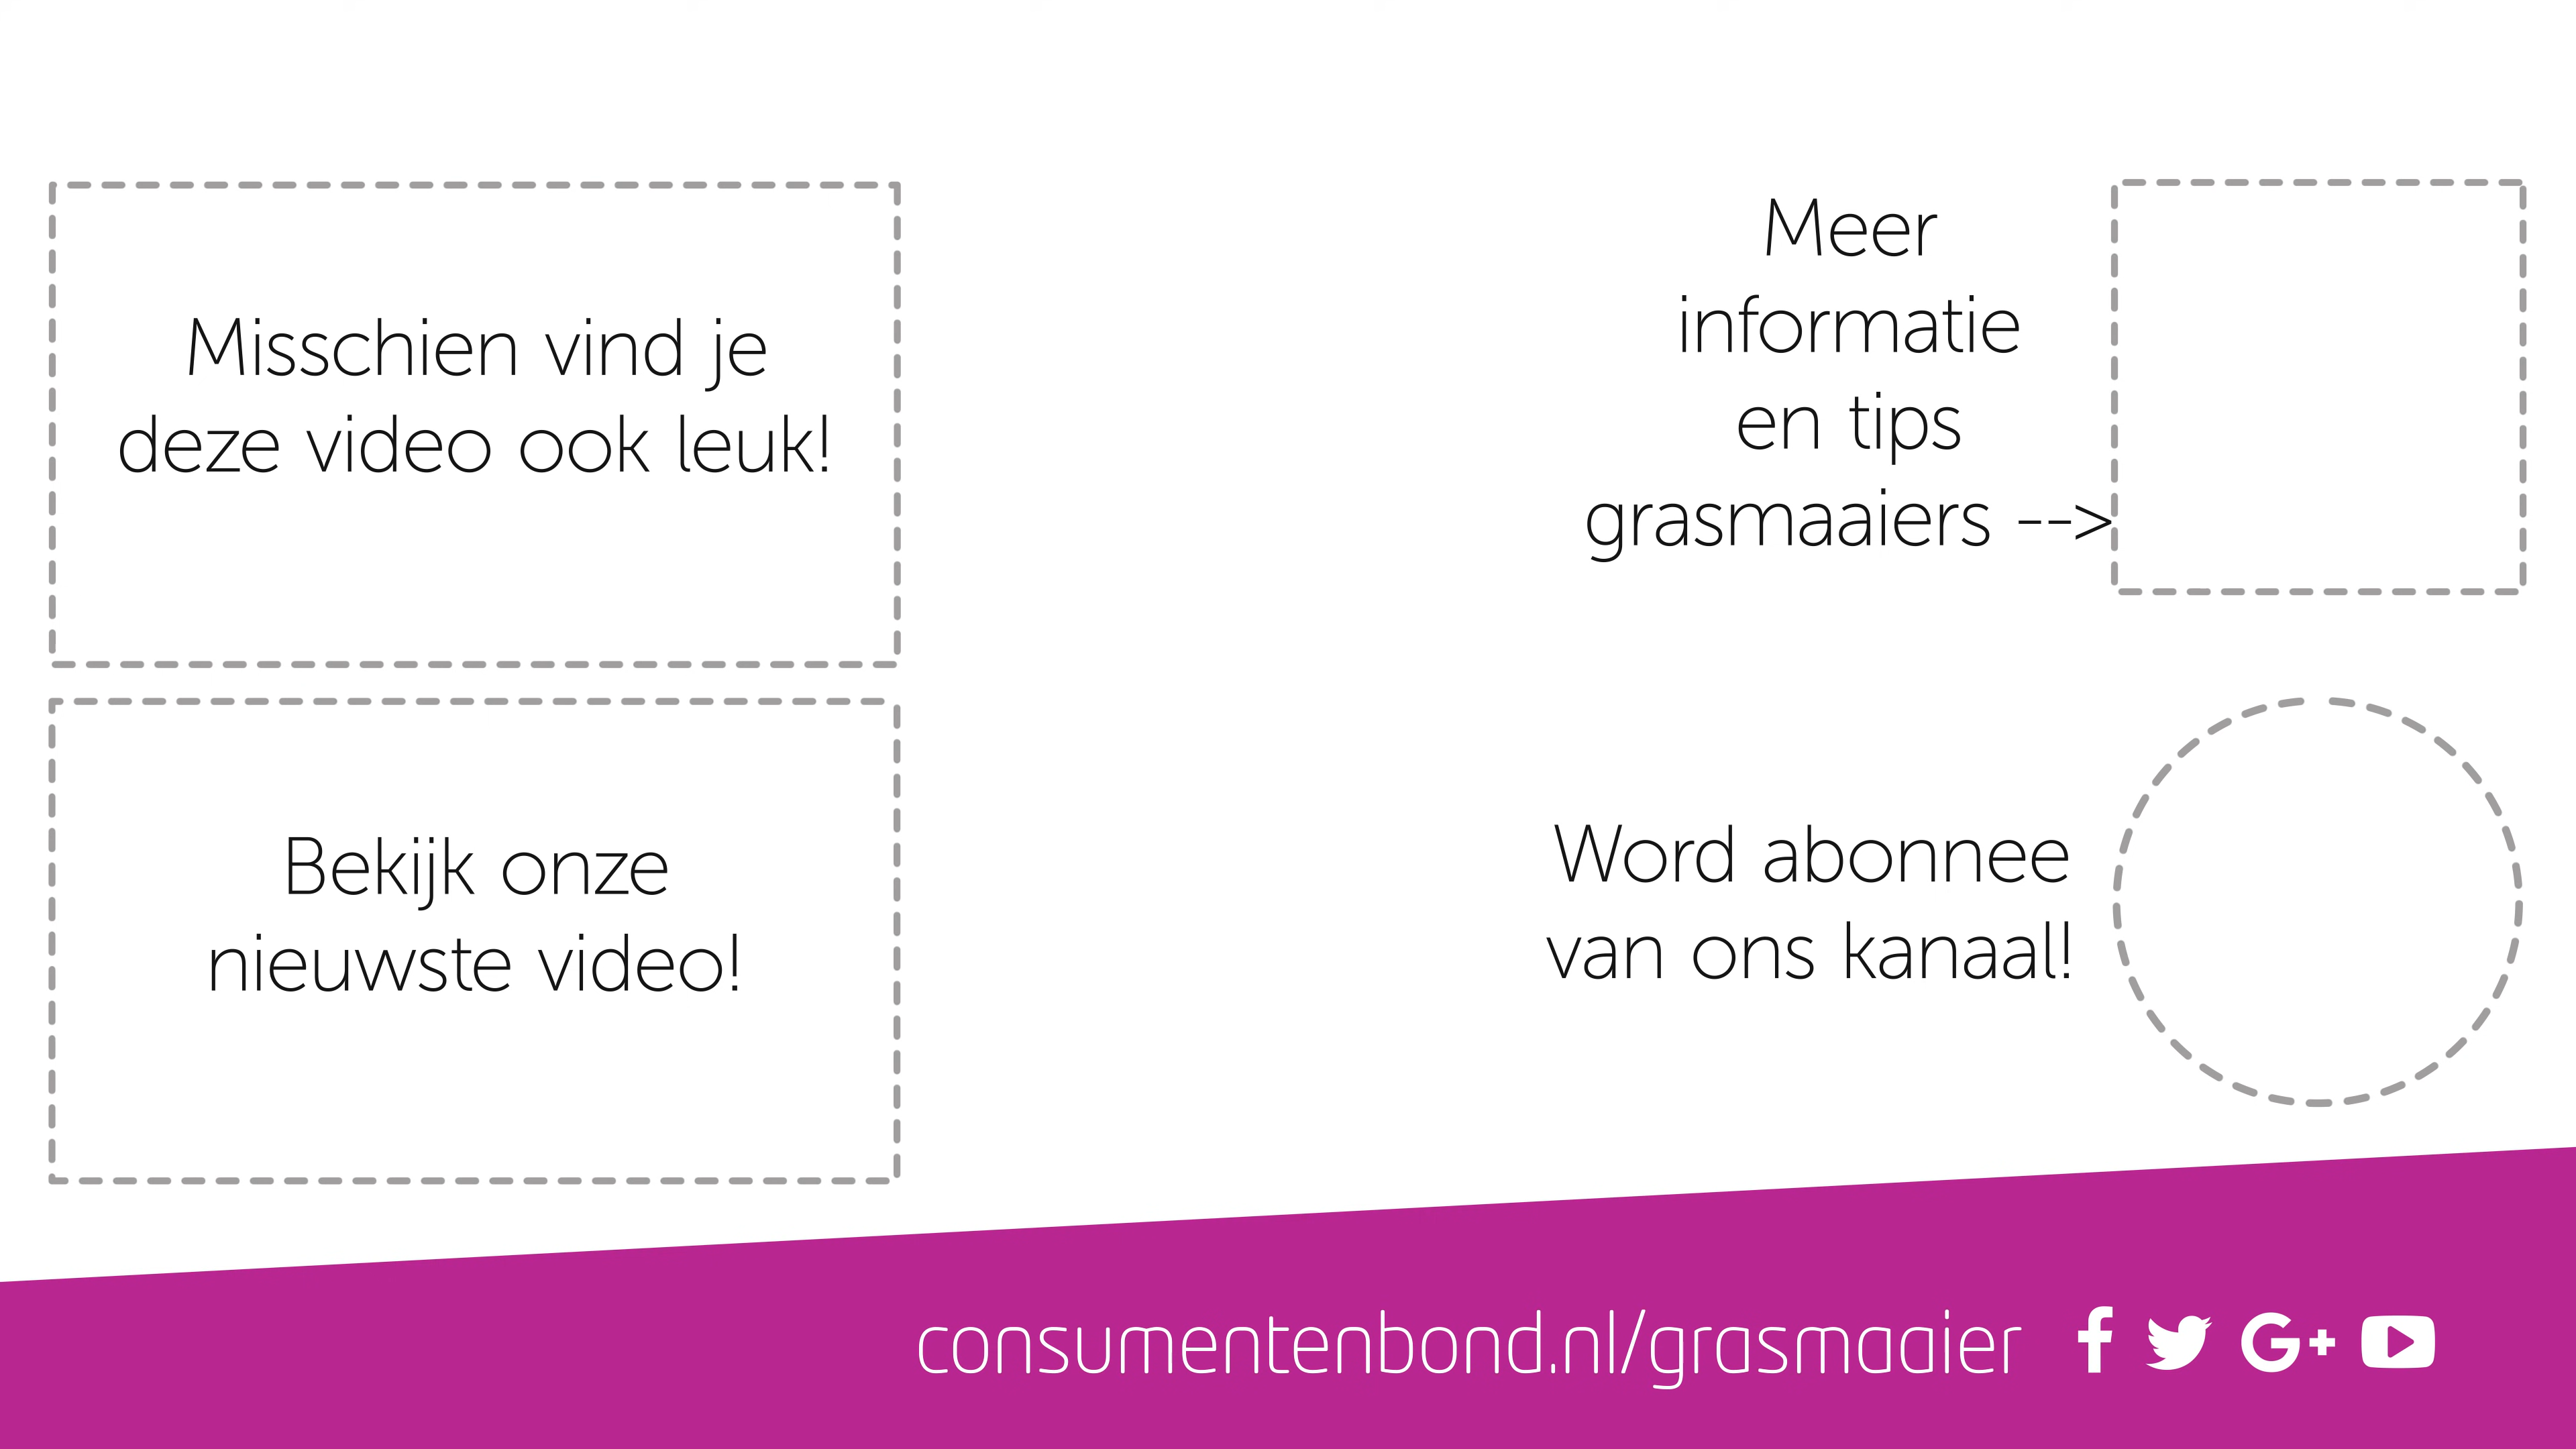 Misschien vind je
deze video ook leuk!
Meer
informatie
en tips
grasmaaiers -->
Bekijk onze
nieuwste video!
Word abonnee
van ons kanaal!
consumentenbond.nl/grasmaaier f G+